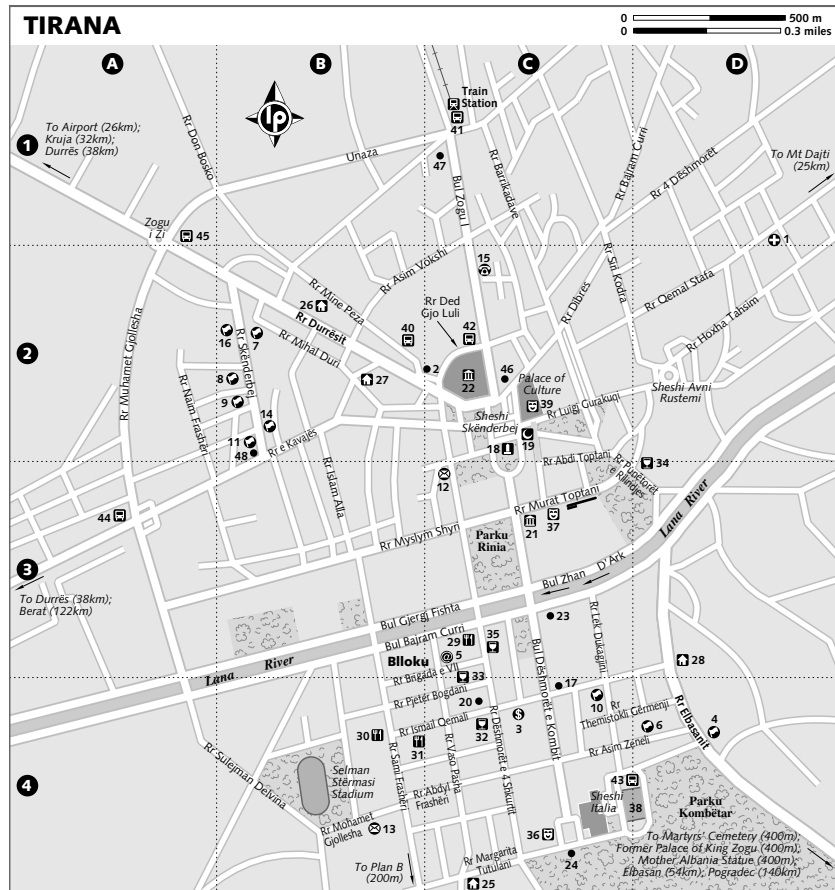 TIRANA
0 500 m
0 0.3 miles
A
B
C
D
1
2
3
4
lp
Train
Station
41
To Airport (26km);
Kruja (32km);
Durrës (38km)
Rr Don Bosko
Unaza
47
Bul Zogu I
Rr Barrikadave
Rr Bajram Curri
Rr 4 Dëshmorët
To Mt Dajti
(25km)
Zogu
i Zi
45
1
15
Rr Asim Vokshi
Rr Mine Peza
Rr Siri Kodra
Rr Qemal Stafa
Rr Hoxha Tahsim
Rr Dibrës
Rr Ded
Gjo Luli
26
Rr Durrësit
Rr Muhamet Gjollesha
16
7
Rr Skënderbej
Rr Mihal Duri
40
42
2
22
46
Palace of
Culture
39
Sheshi Avni
Rustemi
8
27
Rr Naim Frashëri
9
14
Rr Luigj Gurakuqi
Sheshi
Skënderbej
11
48
Rr e Kavajës
18
19
Rr Abdi Toptani
34
Rr Punëtorët
e Rilindjes
12
Rr Islam Alla
44
Rr Murat Toptani
Rr Myslym Shyri
21
37
Parku
Rinia
Lana River
To Durrës (38km);
Berat (122km)
Bul Zhan D'Ark
Bul Gjergj Fishta
23
Rr Lek Dukagjini
Bul Bajram Curri
29
35
Blloku
5
28
Lana River
Rr Brigada e VII
33
17
Rr Pjetër Bogdani
20
10
Rr
Themistokli Gërmenji
Rr Elbasanit
Rr Ismail Qemali
3
6
4
30
31
32
Bul Dëshmorët e Kombit
Rr Asim Zeneli
Rr Sulejman Delvina
Rr Sami Frashëri
Rr Vaso Pasha
Rr Dëshmorët e 4 Shkurtit
Selman
Stërmasi
Stadium
Rr Abdyl
Frashëri
43
Sheshi
Italia
38
Parku
Kombëtar
Rr Mohamet
Gjollesha
13
36
To Martyrs' Cemetery (400m);
Former Palace of King Zogu (400m);
Mother Albania Statue (400m);
Elbasan (54km); Pogradec (140km)
To Plan B
(200m)
Rr Margarita
Tutulani
24
25